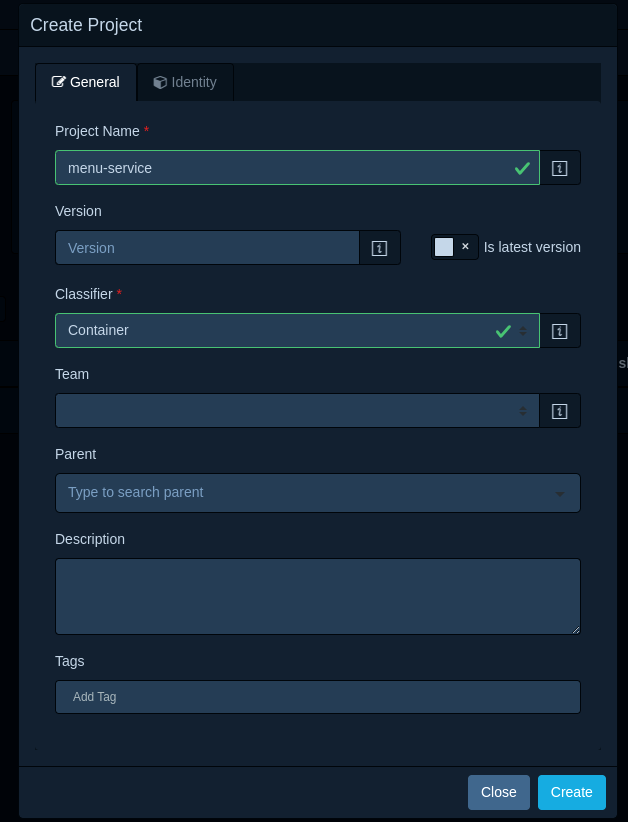 Create Project
General
Identity
Project Name *
menu-service
Version
Version
× Is latest version
Classifier *
Container
Team
Parent
Type to search parent
Description
Tags
Add Tag
Close
Create